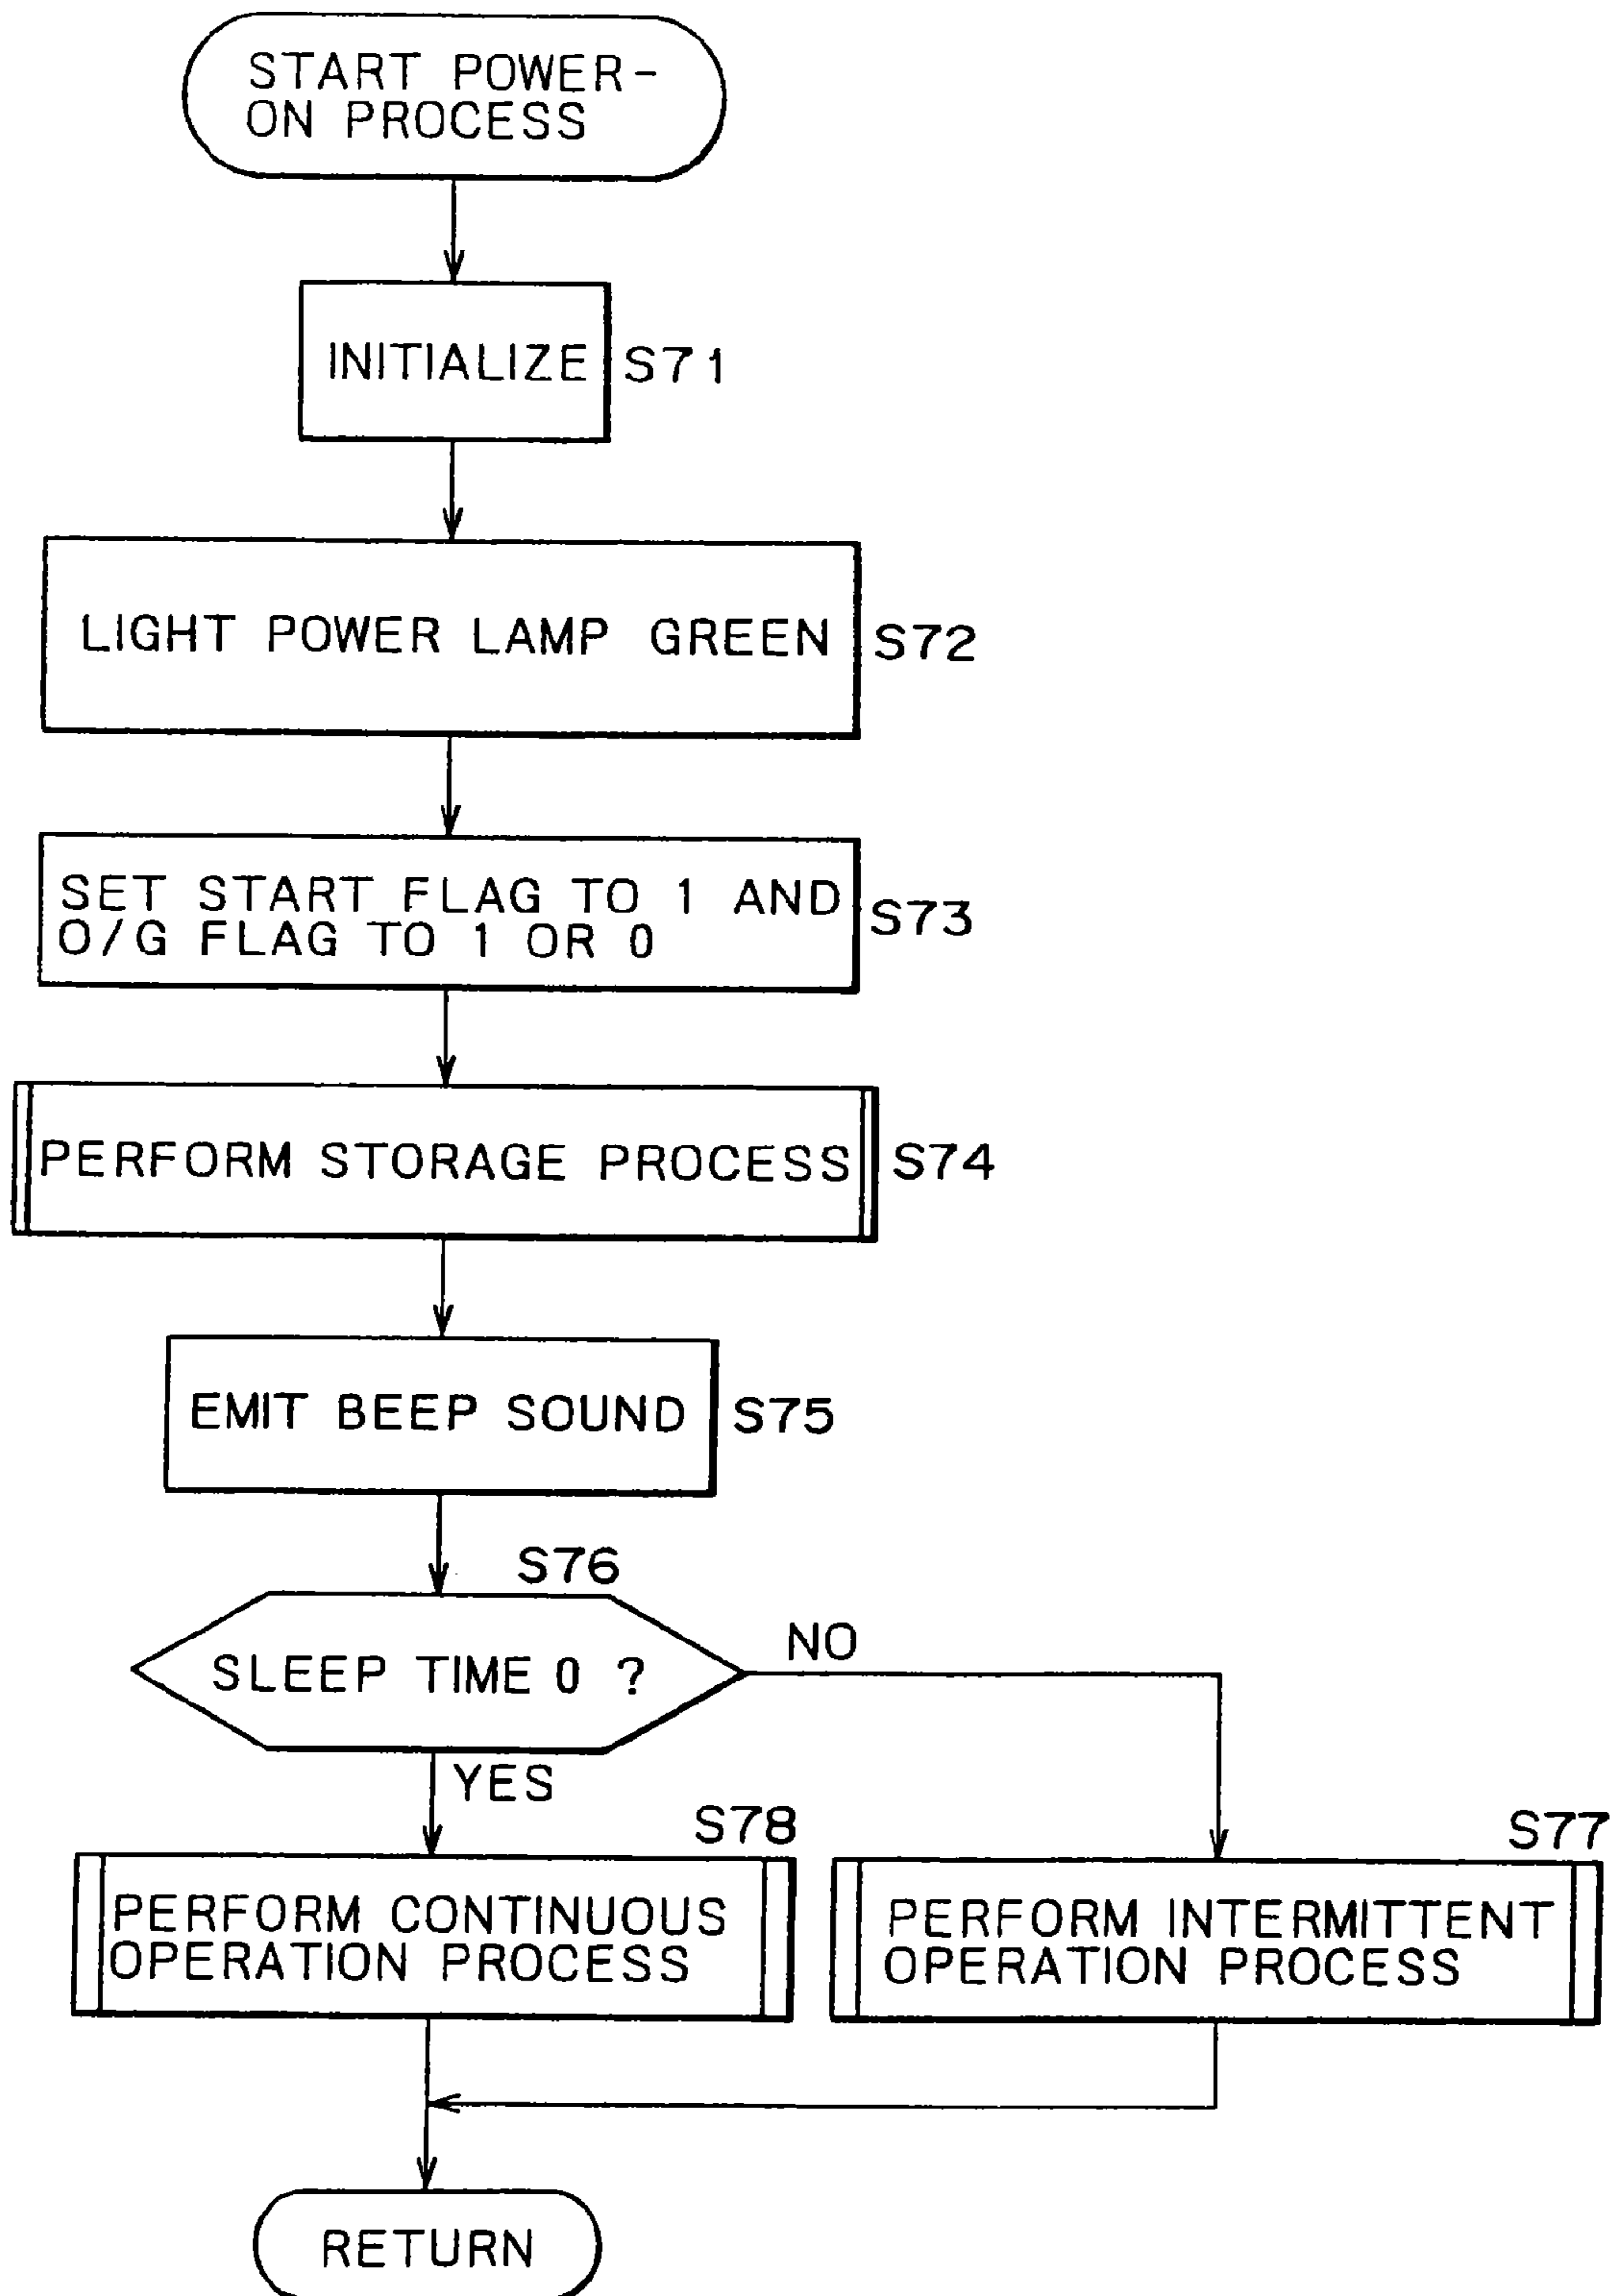 START POWER-
ON PROCESS
INITIALIZE
S71
LIGHT POWER LAMP GREEN
S72
SET START FLAG TO 1 AND
O/G FLAG TO 1 OR 0
S73
PERFORM STORAGE PROCESS
S74
EMIT BEEP SOUND
S75
S76
SLEEP TIME 0 ?
NO
YES
S78
PERFORM CONTINUOUS
OPERATION PROCESS
S77
PERFORM INTERMITTENT
OPERATION PROCESS
RETURN